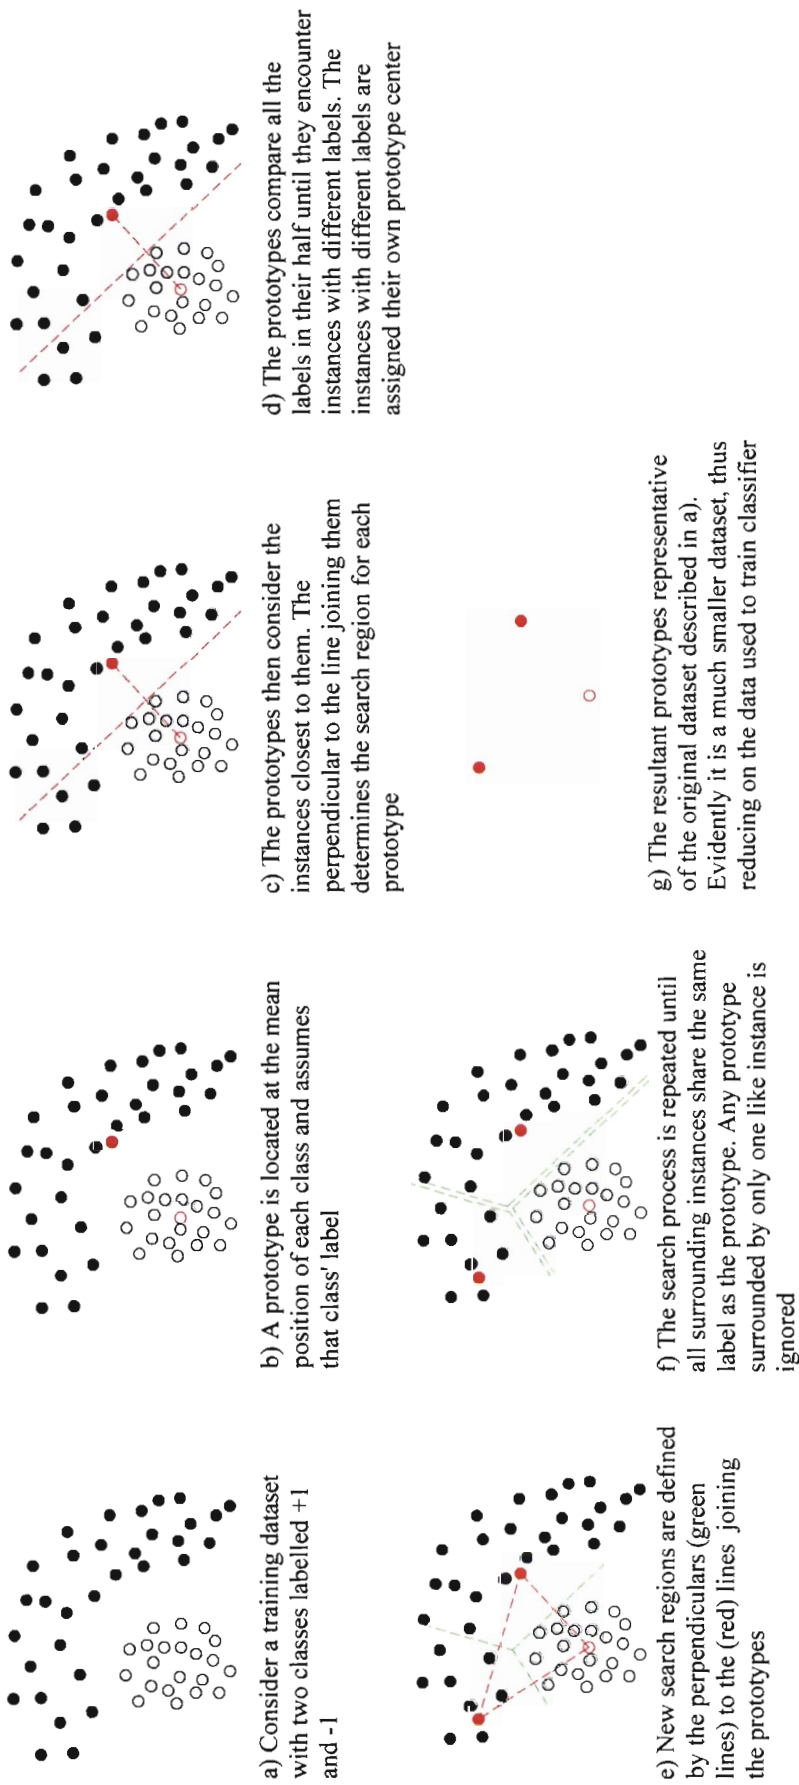 a) Consider a training dataset
with two classes labelled +1
and -1
b) A prototype is located at the mean
position of each class and assumes
that class' label
c) The prototypes then consider the
instances closest to them. The
perpendicular to the line joining them
determines the search region for each
prototype
d) The prototypes compare all the
labels in their half until they encounter
instances with different labels. The
instances with different labels are
assigned their own prototype center
e) New search regions are defined
by the perpendiculars (green
lines) to the (red) lines joining
the prototypes
f) The search process is repeated until
all surrounding instances share the same
label as the prototype. Any prototype
surrounded by only one like instance is
ignored
g) The resultant prototypes representative
of the original dataset described in a).
Evidently it is a much smaller dataset, thus
reducing on the data used to train classifier